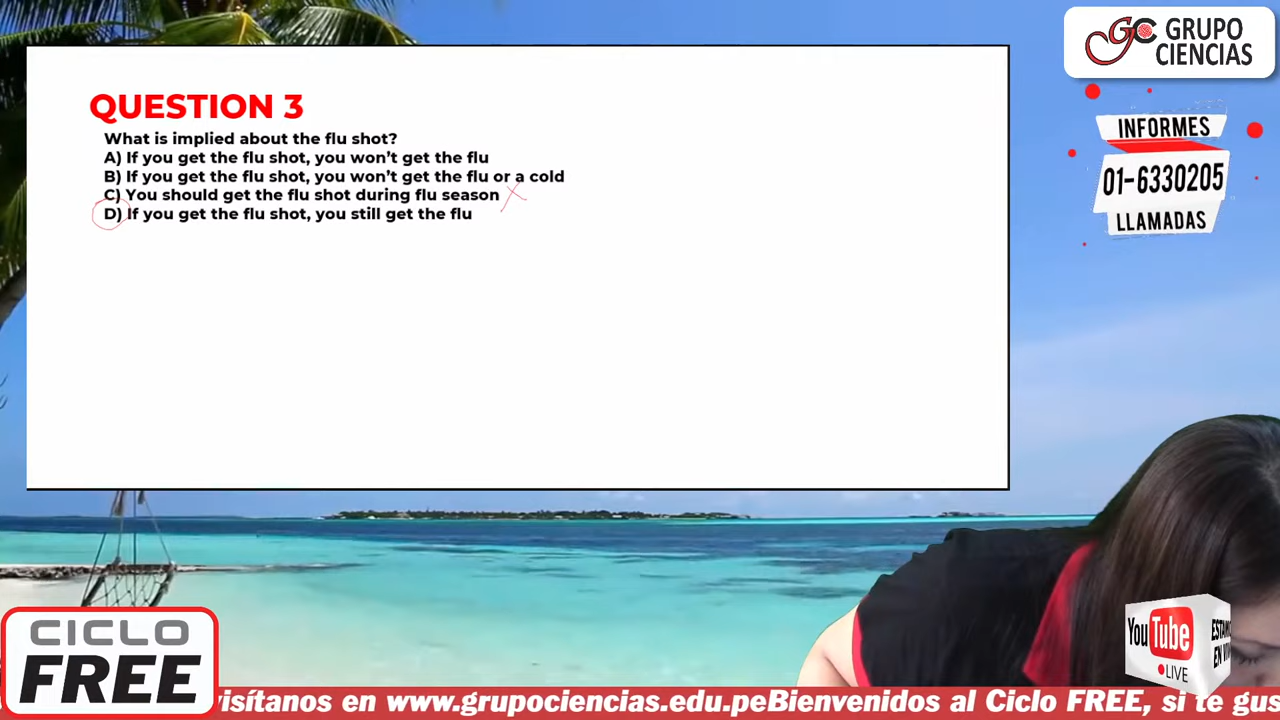 GRUPO
CIENCIAS
QUESTION 3
What is implied about the flu shot?
A) If you get the flu shot, you won't get the flu
B) If you get the flu shot, you won't get the flu or a cold
C) You should get the flu shot during flu season
D) If you get the flu shot, you still get the flu
INFORMES
01-6330205
LLAMADAS
CICLO
FREE
YouTube
LIVE
visítanos en www.grupociencias.edu.peBienvenidos al Ciclo FREE, si te gus